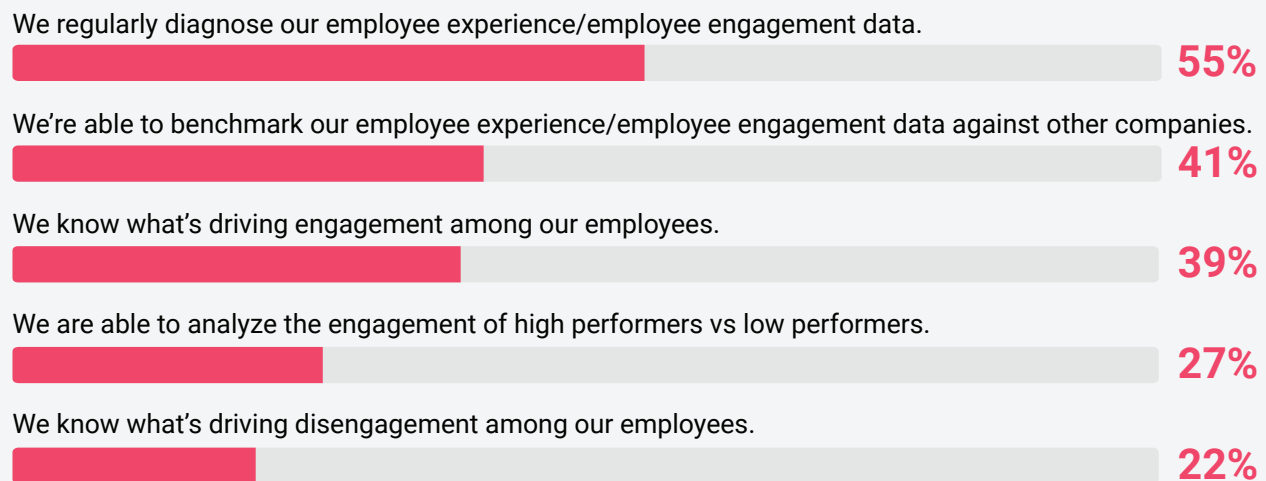 We regularly diagnose our employee experience/employee engagement data.
55%
We’re able to benchmark our employee experience/employee engagement data against other companies.
41%
We know what’s driving engagement among our employees.
39%
We are able to analyze the engagement of high performers vs low performers.
27%
We know what’s driving disengagement among our employees.
22%